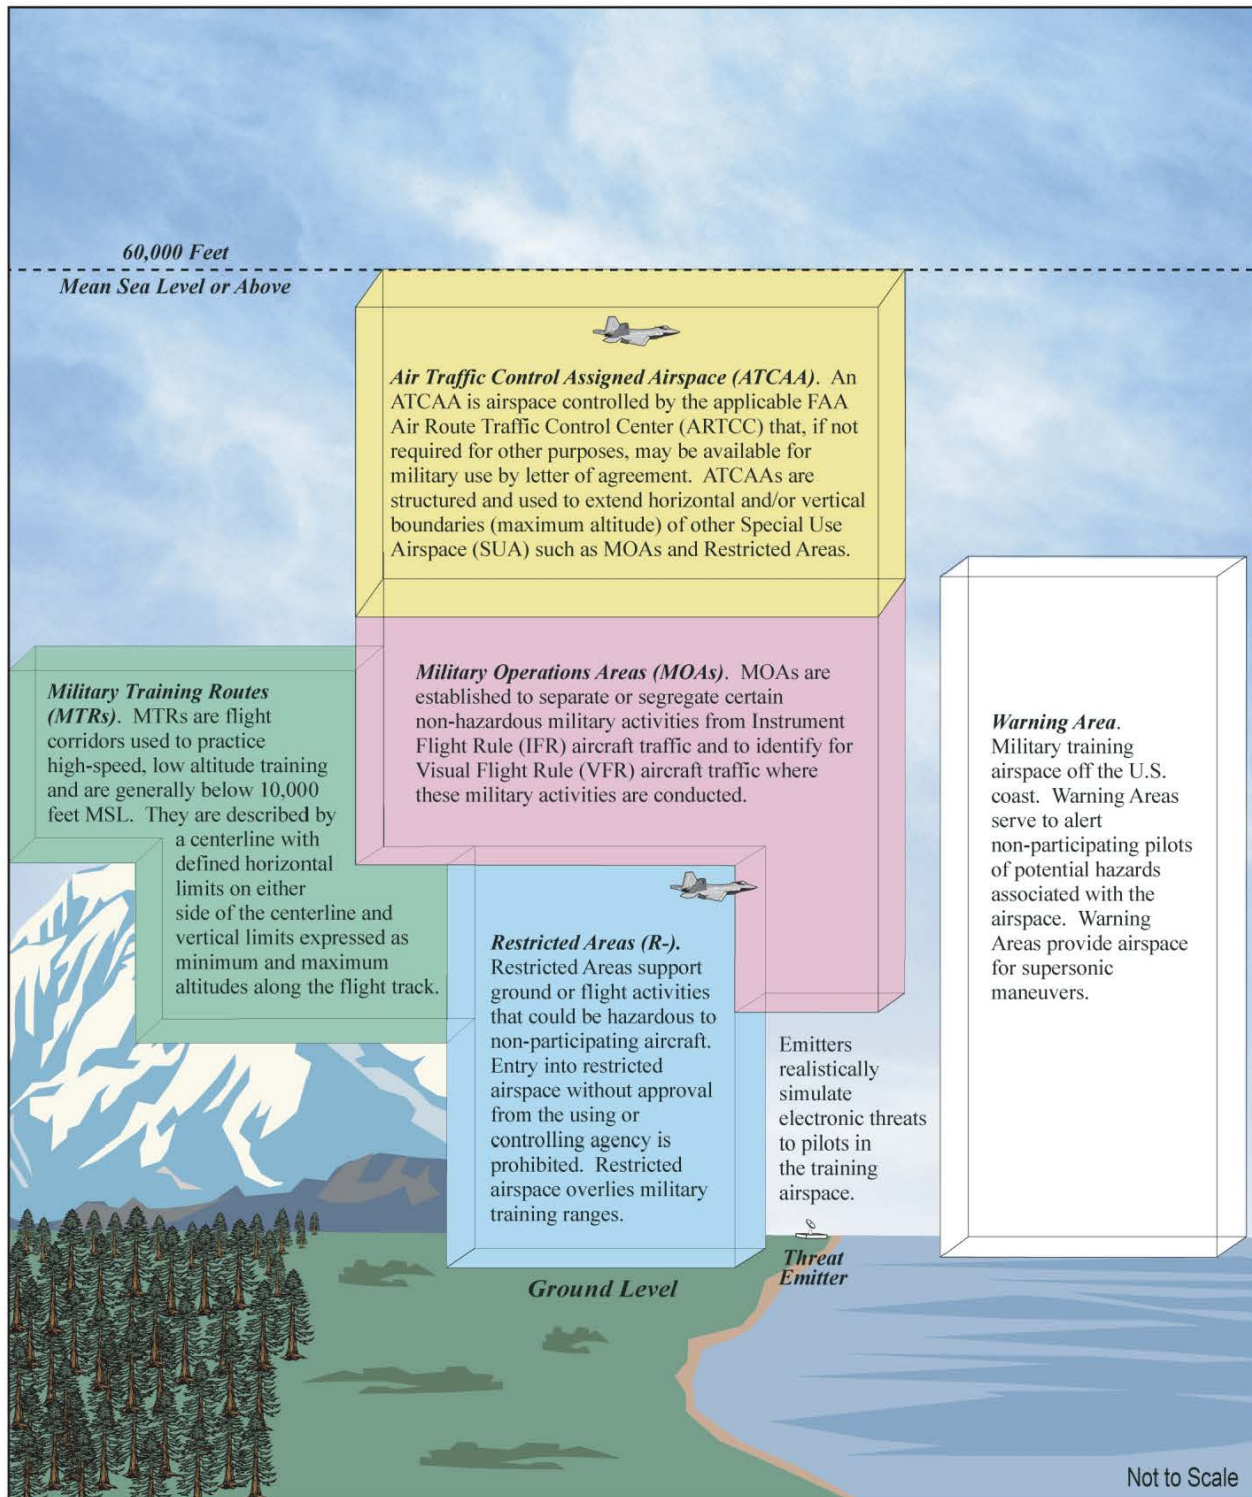 60,000 Feet
Mean Sea Level or Above
Air Traffic Control Assigned Airspace (ATCAA). An
ATCAA is airspace controlled by the applicable FAA
Air Route Traffic Control Center (ARTCC) that, if not
required for other purposes, may be available for
military use by letter of agreement. ATCAAs are
structured and used to extend horizontal and/or vertical
boundaries (maximum altitude) of other Special Use
Airspace (SUA) such as MOAs and Restricted Areas.
Military Training Routes
(MTRs). MTRs are flight
corridors used to practice
high-speed, low altitude training
and are generally below 10,000
feet MSL. They are described by
a centerline with
defined horizontal
limits on either
side of the centerline and
vertical limits expressed as
minimum and maximum
altitudes along the flight track.
Military Operations Areas (MOAs). MOAs are
established to separate or segregate certain
non-hazardous military activities from Instrument
Flight Rule (IFR) aircraft traffic and to identify for
Visual Flight Rule (VFR) aircraft traffic where
these military activities are conducted.
Warning Area.
Military training
airspace off the U.S.
coast. Warning Areas
serve to alert
non-participating pilots
of potential hazards
associated with the
airspace. Warning
Areas provide airspace
for supersonic
maneuvers.
Restricted Areas (R-).
Restricted Areas support
ground or flight activities
that could be hazardous to
non-participating aircraft.
Entry into restricted
airspace without approval
from the using or
controlling agency is
prohibited. Restricted
airspace overlies military
training ranges.
Emitters
realistically
simulate
electronic threats
to pilots in
the training
airspace.
Threat
Emitter
Ground Level
Not to Scale